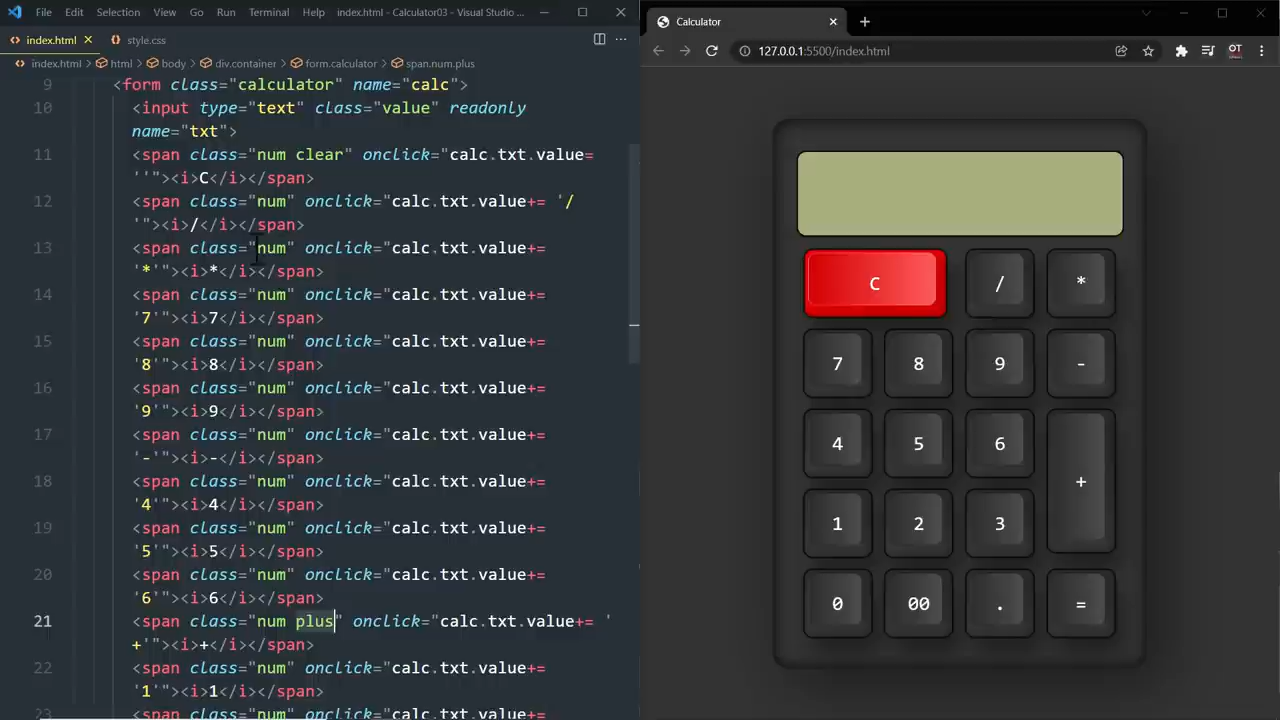 File Edit Selection View Go Run Terminal Help index.html - Calculator03 - Visual Studio ...
index.html style.css
index.html > html > body > div.container > form.calculator > span.num.plus
9 <form class="calculator" name="calc">
10 <input type="text" class="value" readonly
name="txt">
11 <span class="num clear" onclick="calc.txt.value=
''"><i>C</i></span>
12 <span class="num" onclick="calc.txt.value+= '/
'"><i>/</i></span>
13 <span class="num" onclick="calc.txt.value+=
'*'"><i>*</i></span>
14 <span class="num" onclick="calc.txt.value+=
'7'"><i>7</i></span>
15 <span class="num" onclick="calc.txt.value+=
'8'"><i>8</i></span>
16 <span class="num" onclick="calc.txt.value+=
'9'"><i>9</i></span>
17 <span class="num" onclick="calc.txt.value+=
'-'"><i>-</i></span>
18 <span class="num" onclick="calc.txt.value+=
'4'"><i>4</i></span>
19 <span class="num" onclick="calc.txt.value+=
'5'"><i>5</i></span>
20 <span class="num" onclick="calc.txt.value+=
'6'"><i>6</i></span>
21 <span class="num plus" onclick="calc.txt.value+= '
+'"><i>+</i></span>
22 <span class="num" onclick="calc.txt.value+=
'1'"><i>1</i></span>
23 <span class="num" onclick="calc.txt.value+=
Calculator
127.0.0.1:5500/index.html
OT
C / *
7 8 9 -
4 5 6
+
1 2 3
0 00 . =